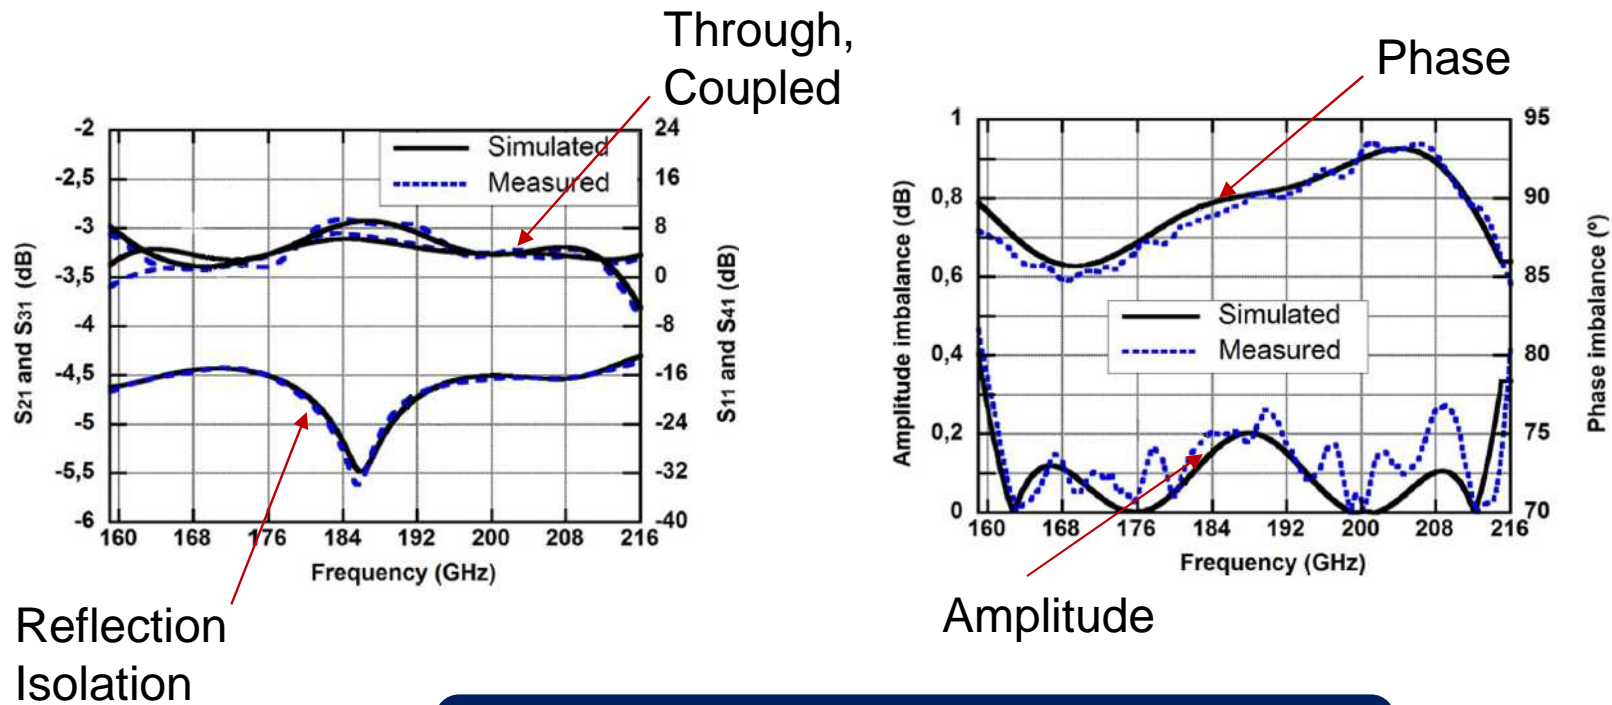 Through,
Coupled
Phase
-2
-2,5
-3
-3,5
-4
-4,5
-5
-5,5
-6
S21 and S31 (dB)
Simulated
Measured
24
16
8
0
-8
-16
-24
-32
-40
S11 and S41 (dB)
160 168 176 184 192 200 208 216
Frequency (GHz)
Reflection
Isolation
1
0,8
0,6
0,4
0,2
0
Amplitude imbalance (dB)
Simulated
Measured
95
90
85
80
75
70
Phase imbalance (º)
160 168 176 184 192 200 208 216
Frequency (GHz)
Amplitude